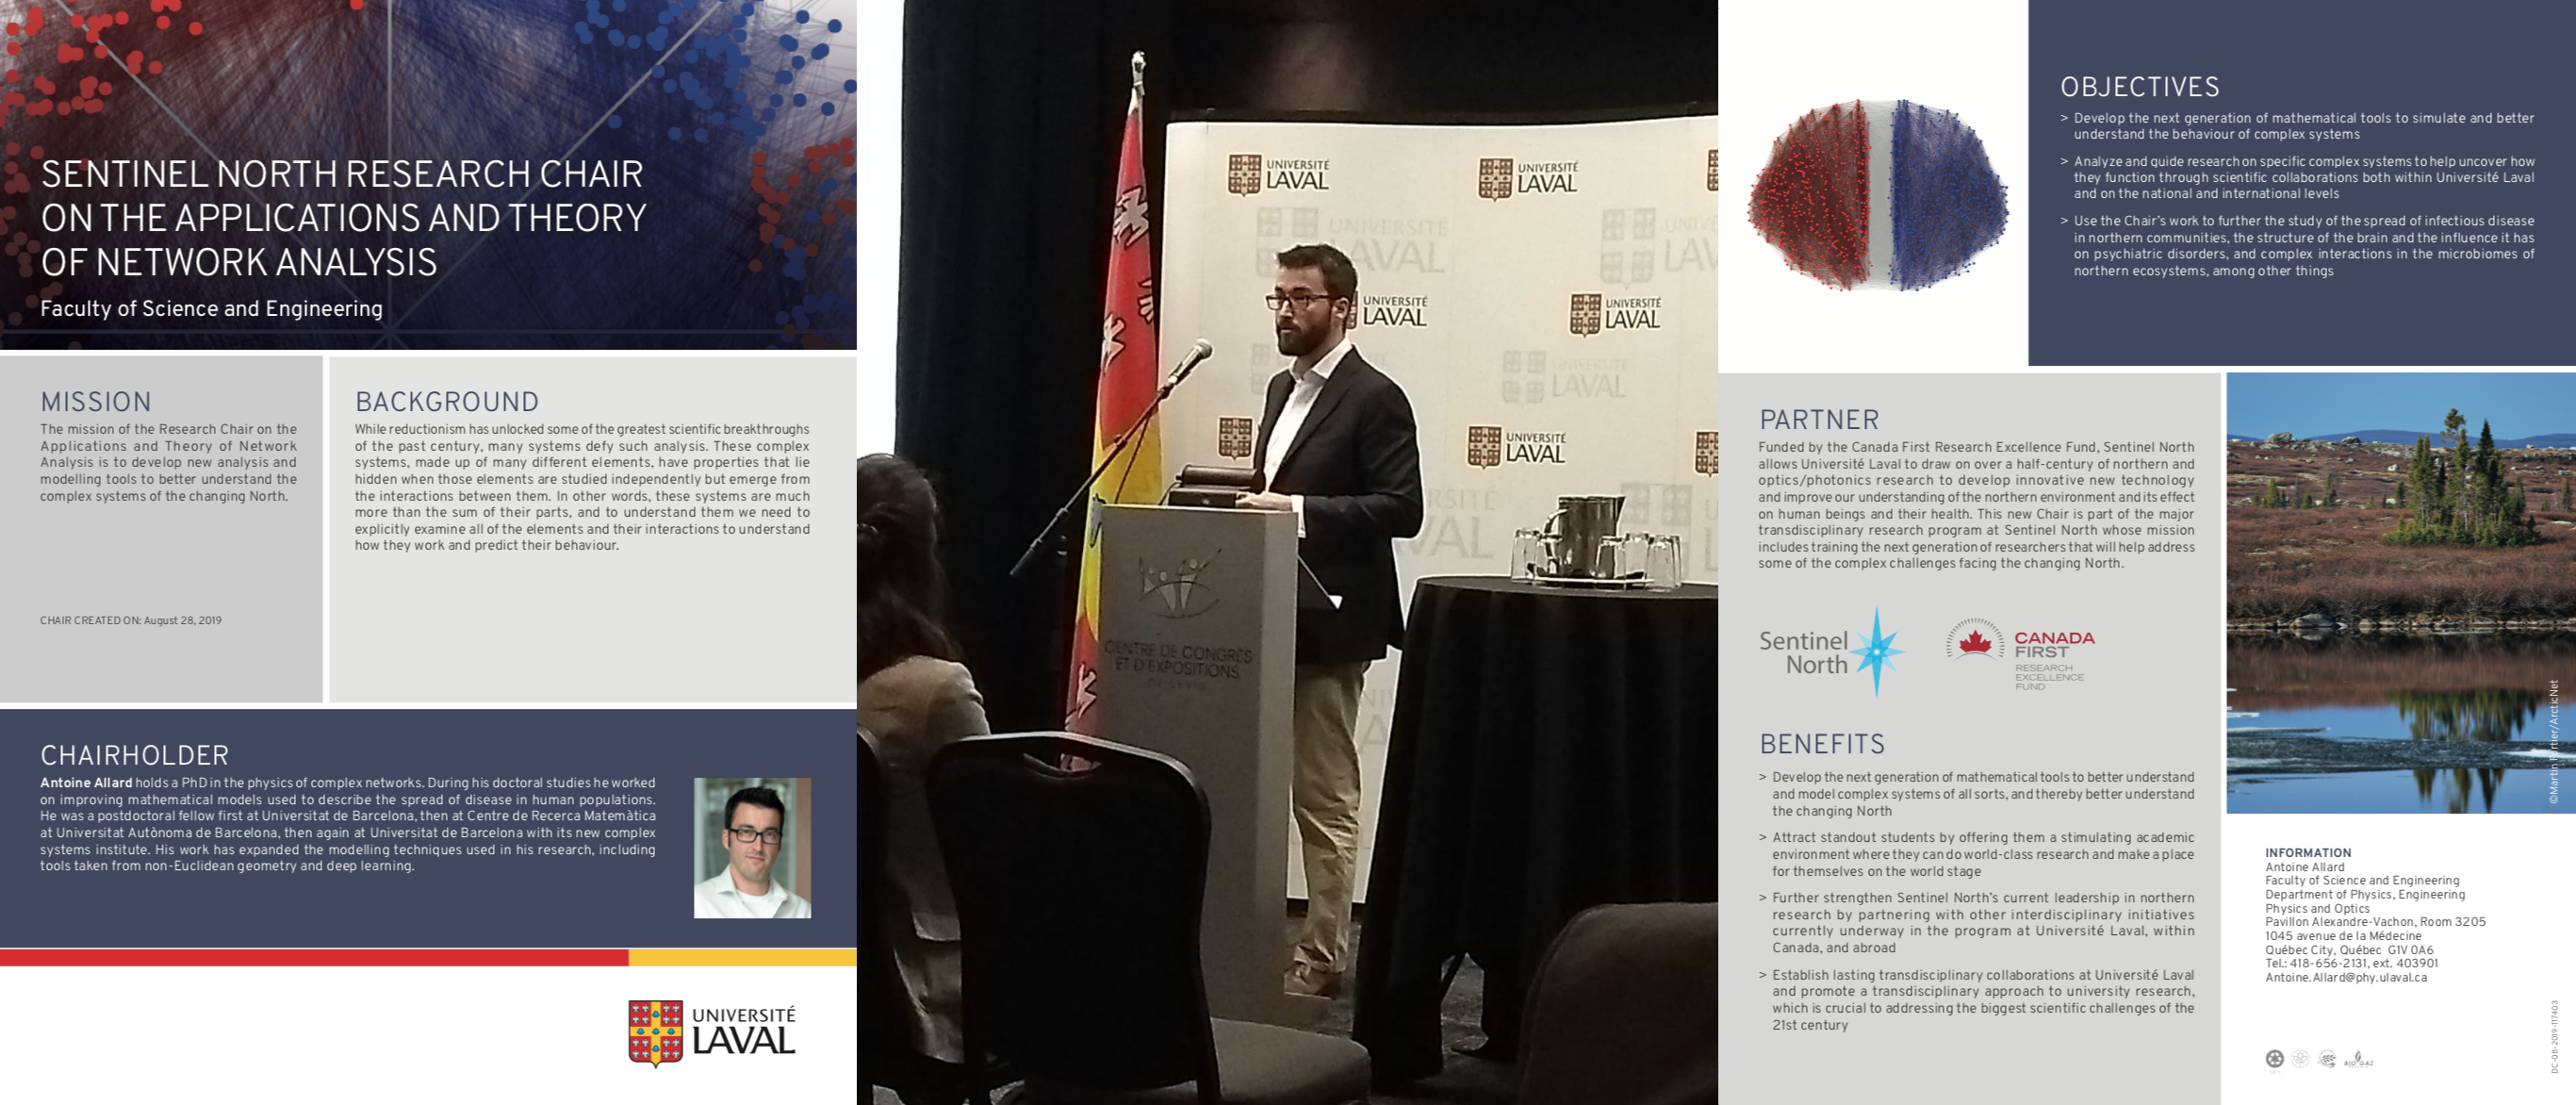 SENTINEL NORTH RESEARCH CHAIR
ON THE APPLICATIONS AND THEORY
OF NETWORK ANALYSIS
Faculty of Science and Engineering
MISSION
The mission of the Research Chair on the
Applications and Theory of Network
Analysis is to develop new analysis and
modelling tools to better understand the
complex systems of the changing North.
CHAIR CREATED ON: August 28, 2019
BACKGROUND
While reductionism has unlocked some of the greatest scientific breakthroughs
of the past century, many systems defy such analysis. These complex
systems, made up of many different elements, have properties that lie
hidden when those elements are studied independently but emerge from
the interactions between them. In other words, these systems are much
more than the sum of their parts, and to understand them we need to
explicitly examine all of the elements and their interactions to understand
how they work and predict their behaviour.
CHAIRHOLDER
Antoine Allard holds a PhD in the physics of complex networks. During his doctoral studies he worked
on improving mathematical models used to describe the spread of disease in human populations.
He was a postdoctoral fellow first at Universitat de Barcelona, then at Centre de Recerca Matemàtica
at Universitat Autònoma de Barcelona, then again at Universitat de Barcelona with its new complex
systems institute. His work has expanded the modelling techniques used in his research, including
tools taken from non-Euclidean geometry and deep learning.
UNIVERSITÉ
LAVAL
UNIVERSITÉ
LAVAL
UNIVERSITÉ
LAVAL
UNIVERSITÉ
LAVAL
UNIVERSITÉ
LAVAL
UNIVERSITÉ
LAVAL
UNIVERSITÉ
LAVAL
UNIVERSITÉ
LAVAL
CENTRE DE CONGRÈS
ET D'EXPOSITIONS
DE LÉVIS
OBJECTIVES
> Develop the next generation of mathematical tools to simulate and better
understand the behaviour of complex systems
> Analyze and guide research on specific complex systems to help uncover how
they function through scientific collaborations both within Université Laval
and on the national and international levels
> Use the Chair's work to further the study of the spread of infectious disease
in northern communities, the structure of the brain and the influence it has
on psychiatric disorders, and complex interactions in the microbiomes of
northern ecosystems, among other things
PARTNER
Funded by the Canada First Research Excellence Fund, Sentinel North
allows Université Laval to draw on over a half-century of northern and
optics/photonics research to develop innovative new technology
and improve our understanding of the northern environment and its effect
on human beings and their health. This new Chair is part of the major
transdisciplinary research program at Sentinel North whose mission
includes training the next generation of researchers that will help address
some of the complex challenges facing the changing North.
Sentinel
North
CANADA
FIRST
RESEARCH
EXCELLENCE
FUND
BENEFITS
> Develop the next generation of mathematical tools to better understand
and model complex systems of all sorts, and thereby better understand
the changing North
> Attract standout students by offering them a stimulating academic
environment where they can do world-class research and make a place
for themselves on the world stage
> Further strengthen Sentinel North's current leadership in northern
research by partnering with other interdisciplinary initiatives
currently underway in the program at Université Laval, within
Canada, and abroad
> Establish lasting transdisciplinary collaborations at Université Laval
and promote a transdisciplinary approach to university research,
which is crucial to addressing the biggest scientific challenges of the
21st century
©Martin Fortier/ArcticNet
INFORMATION
Antoine Allard
Faculty of Science and Engineering
Department of Physics, Engineering
Physics and Optics
Pavillon Alexandre-Vachon, Room 3205
1045 avenue de la Médecine
Québec City, Québec G1V 0A6
Tel.: 418-656-2131, ext. 403901
Antoine.Allard@phy.ulaval.ca
BIOGAZ
DC-08-2019-117403